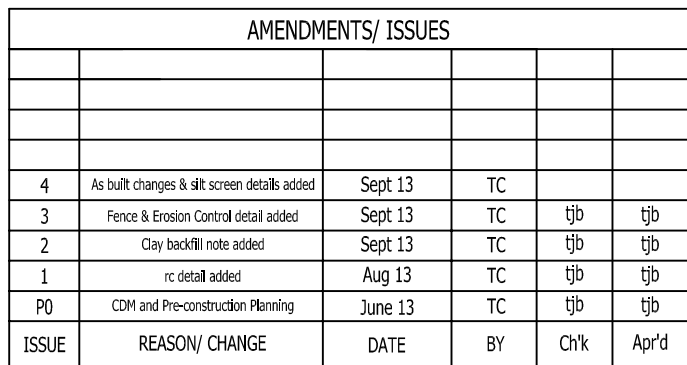 AMENDMENTS/ ISSUES
4 As built changes & silt screen details added Sept 13 TC
3 Fence & Erosion Control detail added Sept 13 TC tjb tjb
2 Clay backfill note added Sept 13 TC tjb tjb
1 rc detail added Aug 13 TC tjb tjb
P0 CDM and Pre-construction Planning June 13 TC tjb tjb
ISSUE REASON/ CHANGE DATE BY Ch'k Apr'd